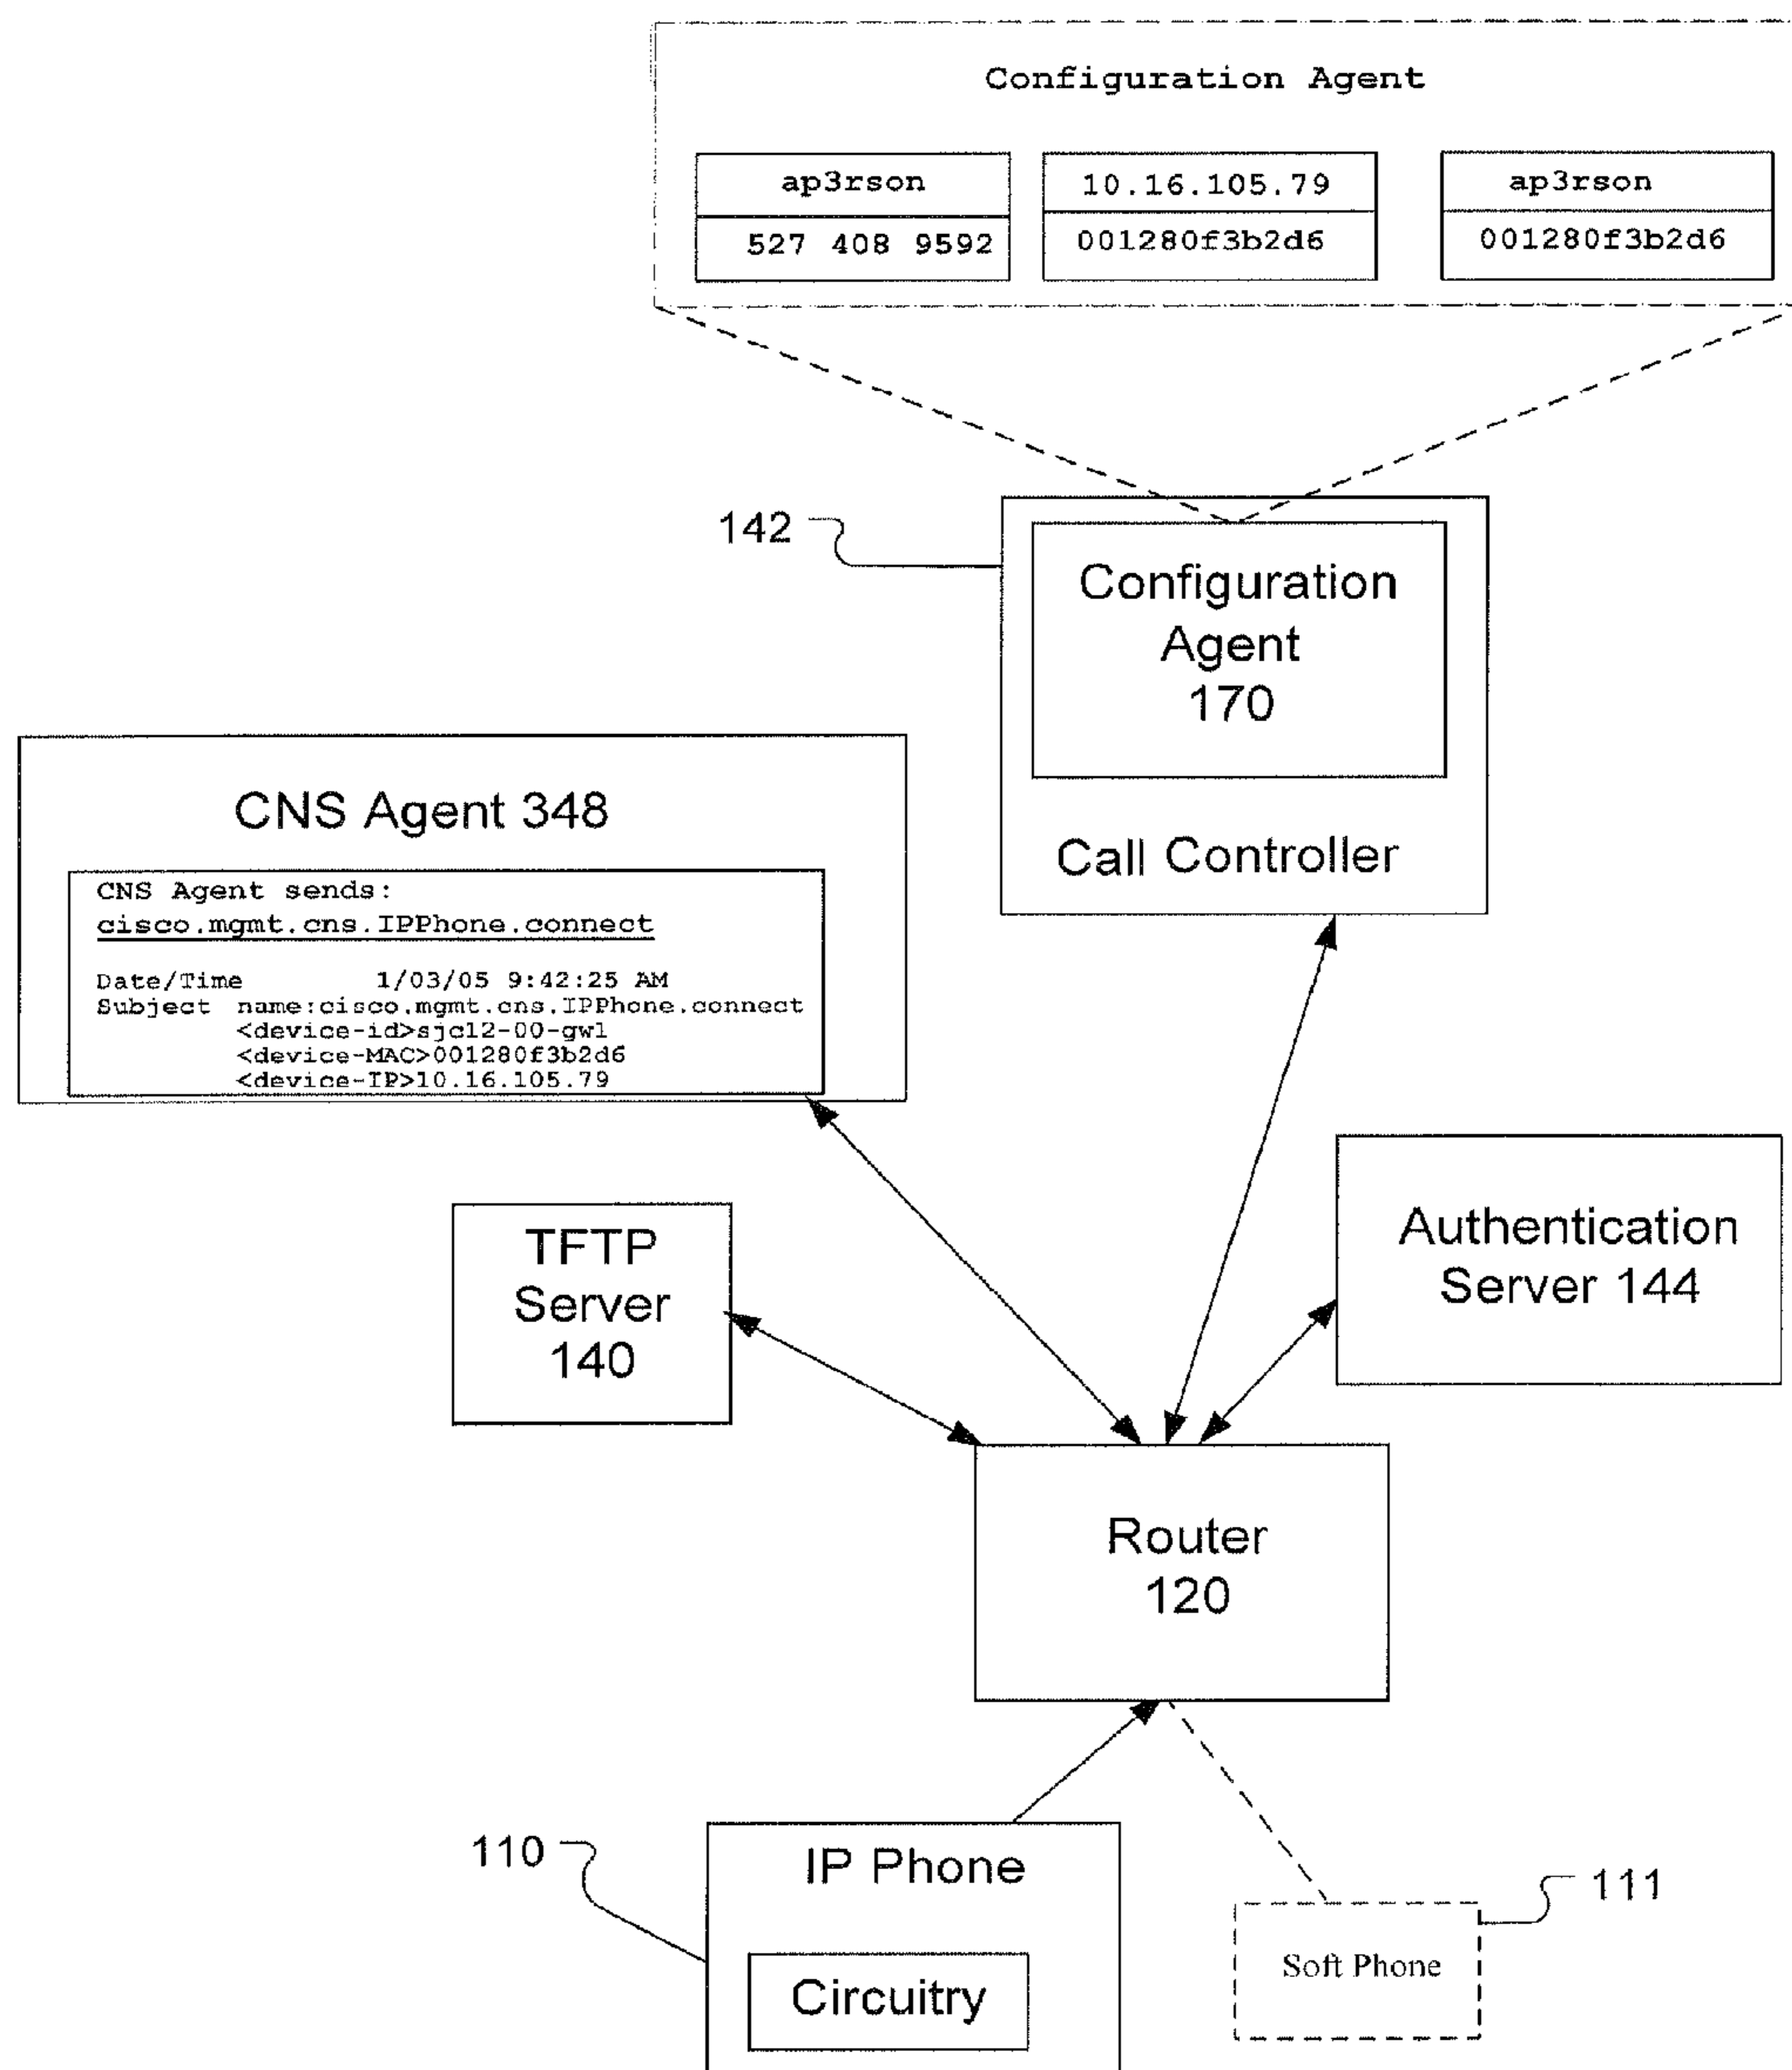 Configuration Agent
ap3rson
527 408 9592
10.16.105.79
001280f3b2d6
ap3rson
001280f3b2d6
142
Configuration
Agent
170
Call Controller
CNS Agent 348
CNS Agent sends:
cisco.mgmt.cns.IPPhone.connect
Date/Time 1/03/05 9:42:25 AM
Subject name:cisco.mgmt.cns.IPPhone.connect
<device-id>sjc12-00-gw1
<device-MAC>001280f3b2d6
<device-IP>10.16.105.79
TFTP
Server
140
Authentication
Server 144
Router
120
110
IP Phone
Circuitry
111
Soft Phone